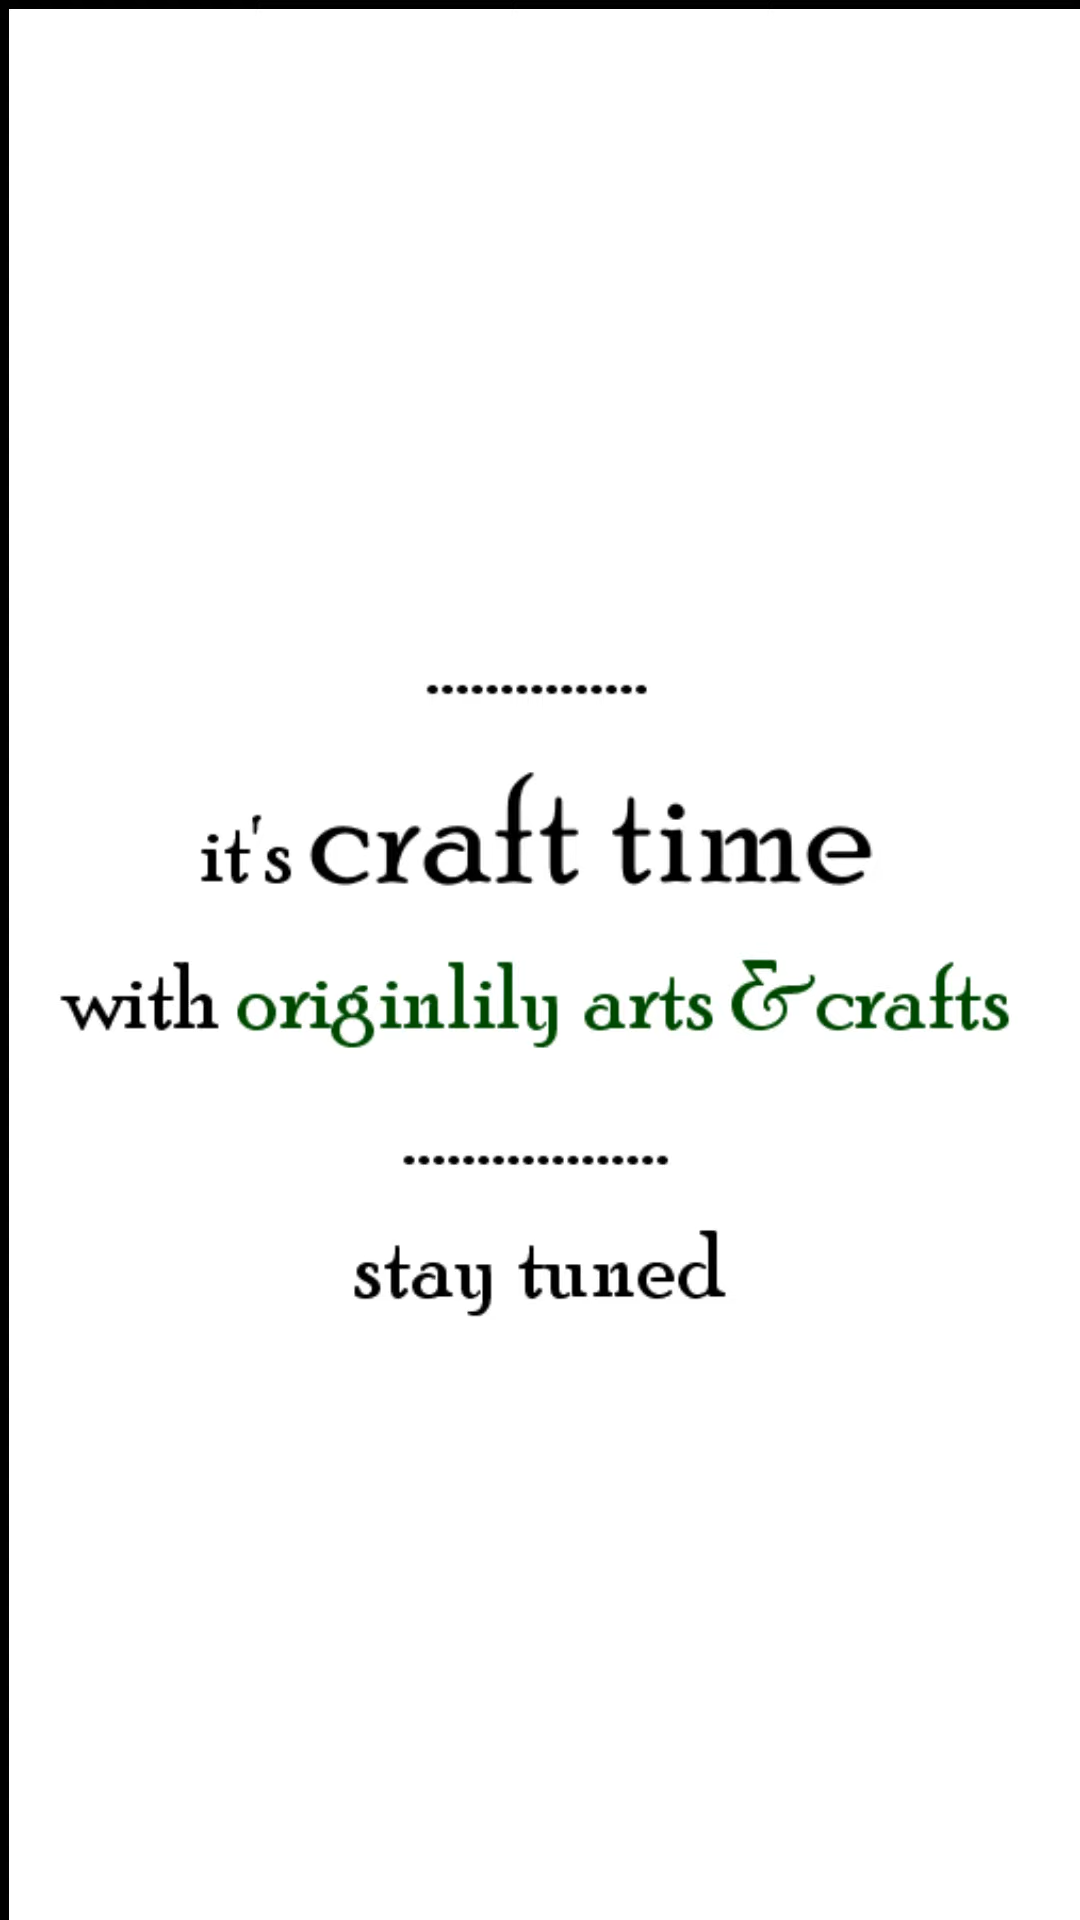 ...............
it's craft time
with originlily arts & crafts
..................
stay tuned